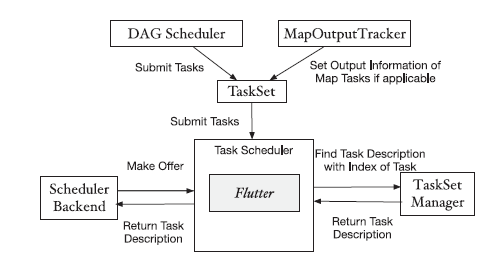 DAG Scheduler
MapOutputTracker
Submit Tasks
Set Output Information of
Map Tasks if applicable
TaskSet
Submit Tasks
Task Scheduler
Find Task Description
with Index of Task
Make Offer
Flutter
Scheduler
Backend
TaskSet
Manager
Return Task
Description
Return Task
Description